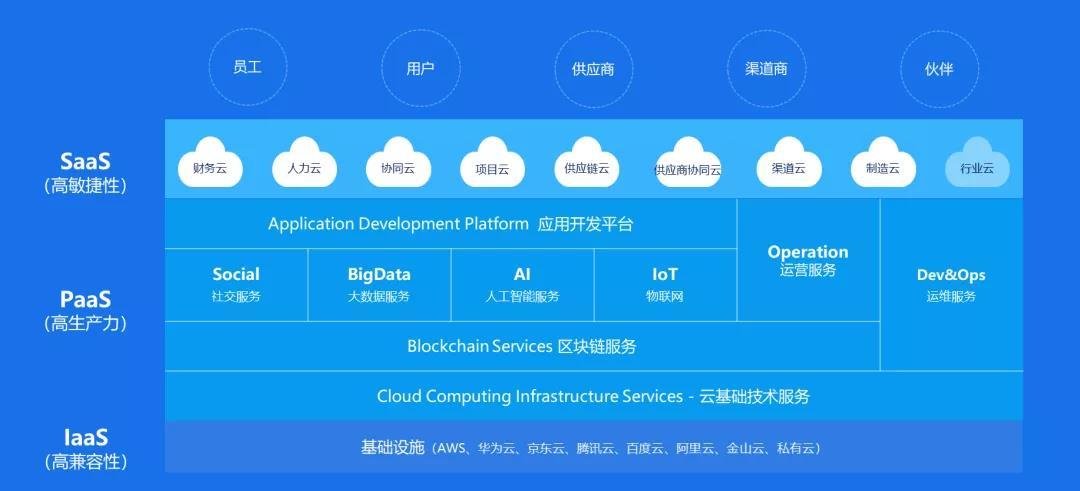 员工
用户
供应商
渠道商
伙伴
SaaS
(高敏捷性)
财务云
人力云
协同云
项目云
供应链云
供应商协同云
渠道云
制造云
行业云
Application Development Platform 应用开发平台
Operation
运营服务
Dev&Ops
运维服务
PaaS
(高生产力)
Social
社交服务
BigData
大数据服务
AI
人工智能服务
IoT
物联网
Blockchain Services 区块链服务
Cloud Computing Infrastructure Services - 云基础技术服务
IaaS
(高兼容性)
基础设施（AWS、华为云、京东云、腾讯云、百度云、阿里云、金山云、私有云）